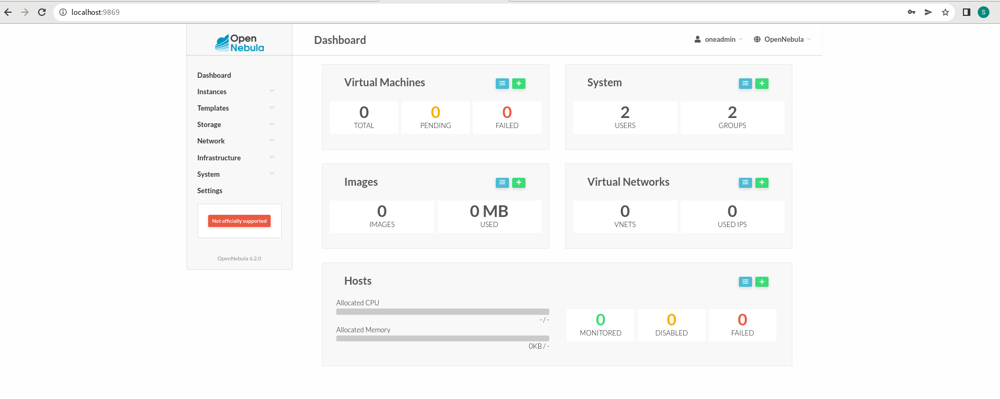 localhost:9869
S
Open
Nebula
Dashboard
oneadmin
OpenNebula
Dashboard
Instances
Templates
Storage
Network
Infrastructure
System
Settings
Not officially supported
OpenNebula 6.2.0
Virtual Machines
0 0 0
TOTAL PENDING FAILED
System
2 2
USERS GROUPS
Images
0 0 MB
IMAGES USED
Virtual Networks
0 0
VNETS USED IPS
Hosts
Allocated CPU
- / -
Allocated Memory
0KB / -
0 0 0
MONITORED DISABLED FAILED